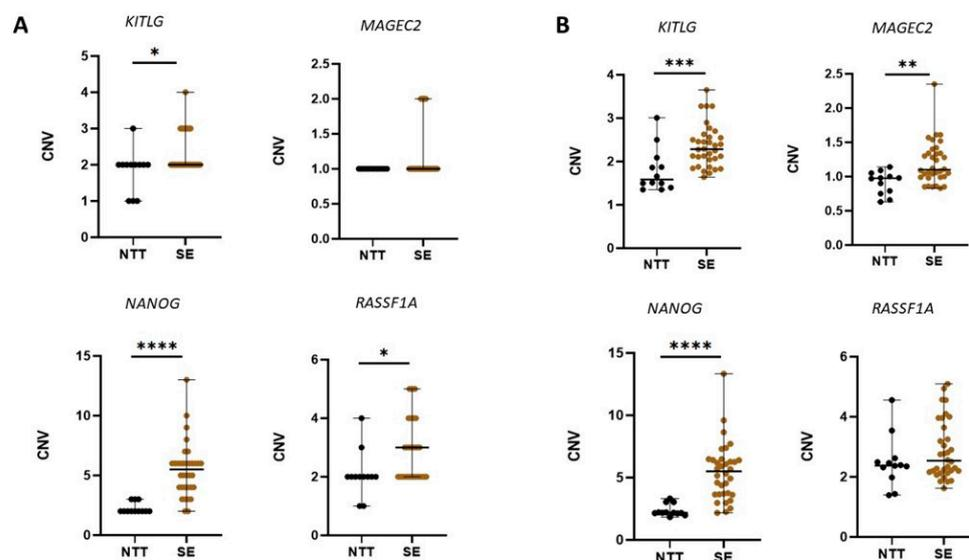 A
KITLG
*
CNV
5
4
3
2
1
0
NTT SE
MAGEC2
CNV
2.5
2.0
1.5
1.0
0.5
0.0
NTT SE
NANOG
****
CNV
15
10
5
0
NTT SE
RASSF1A
*
CNV
6
4
2
0
NTT SE
B
KITLG
***
CNV
4
3
2
1
0
NTT SE
MAGEC2
**
CNV
2.5
2.0
1.5
1.0
0.5
0.0
NTT SE
NANOG
****
CNV
15
10
5
0
NTT SE
RASSF1A
CNV
6
4
2
0
NTT SE